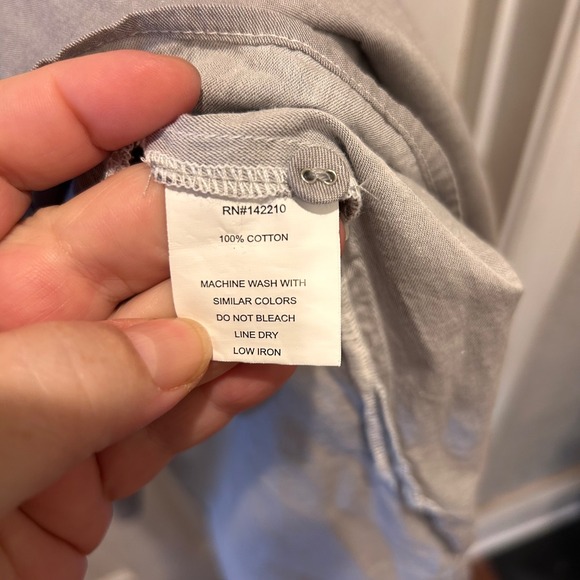 RN#142210
100% COTTON
MACHINE WASH WITH
SIMILAR COLORS
DO NOT BLEACH
LINE DRY
LOW IRON